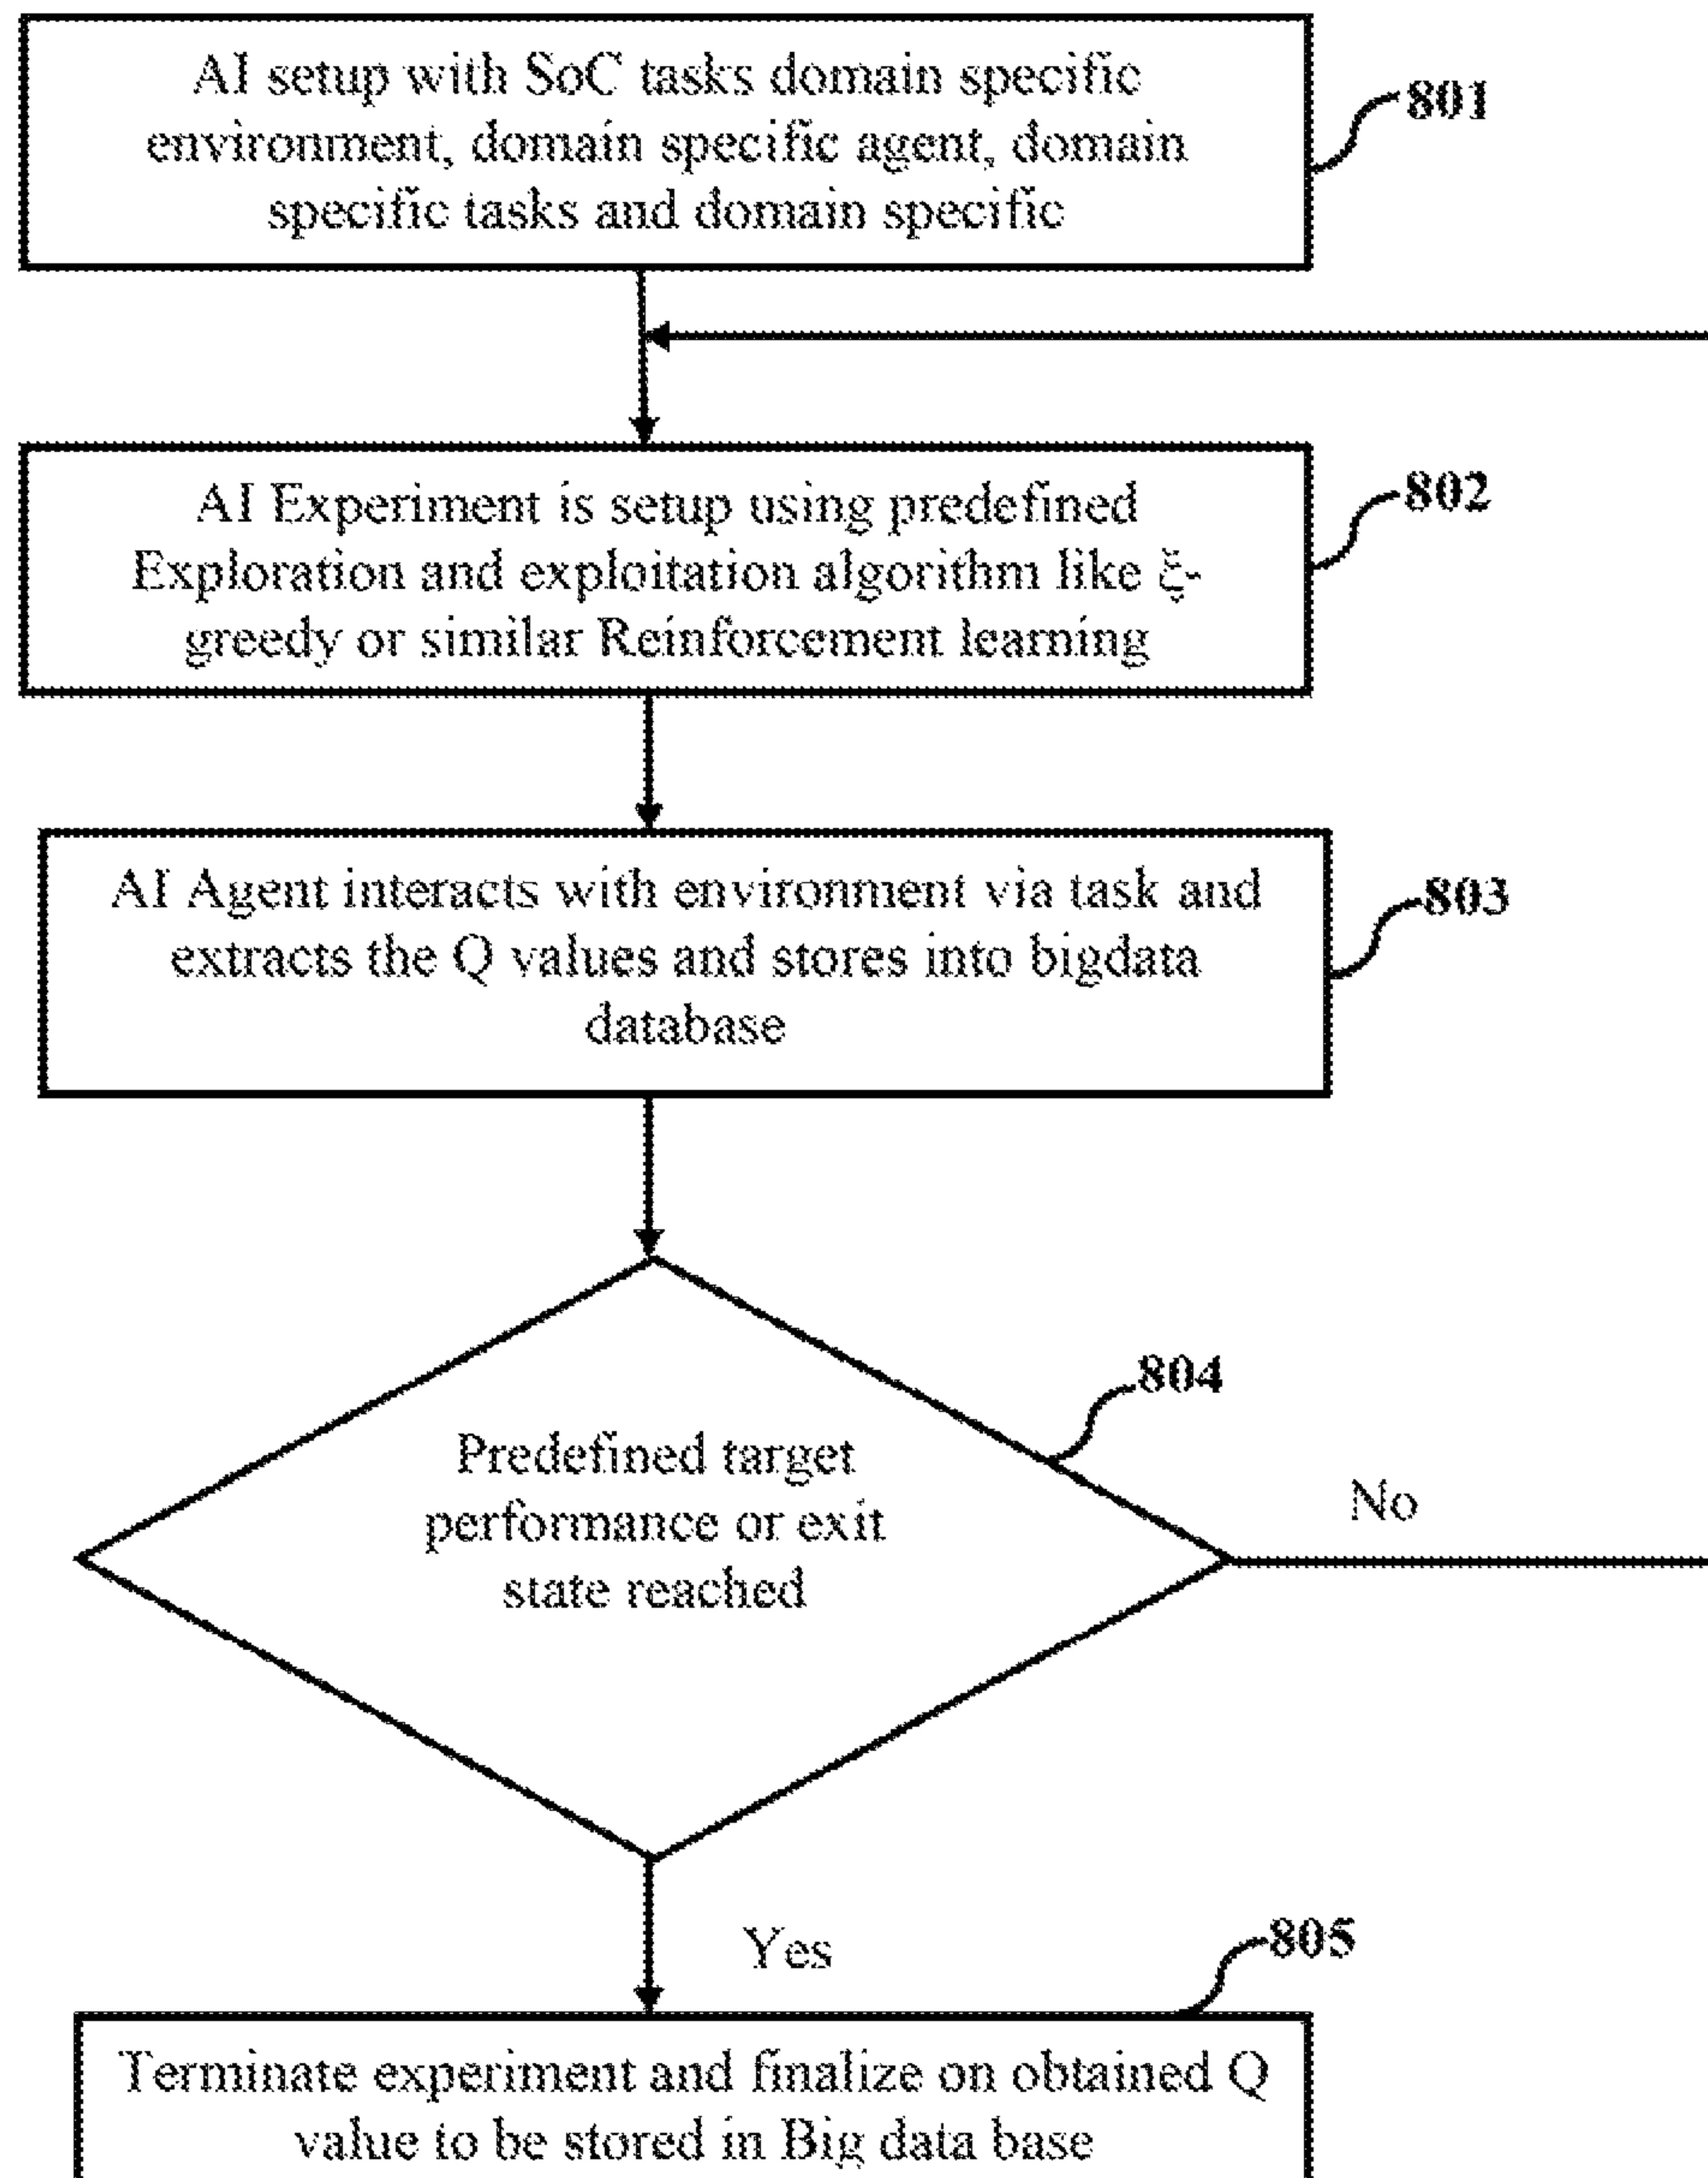 AI setup with SoC tasks domain specific
environment, domain specific agent, domain
specific tasks and domain specific
801
AI Experiment is setup using predefined
Exploration and exploitation algorithm like ξ-
greedy or similar Reinforcement learning
802
AI Agent interacts with environment via task and
extracts the Q values and stores into bigdata
database
803
804
Predefined target
performance or exit
state reached
No
Yes
805
Terminate experiment and finalize on obtained Q
value to be stored in Big data base